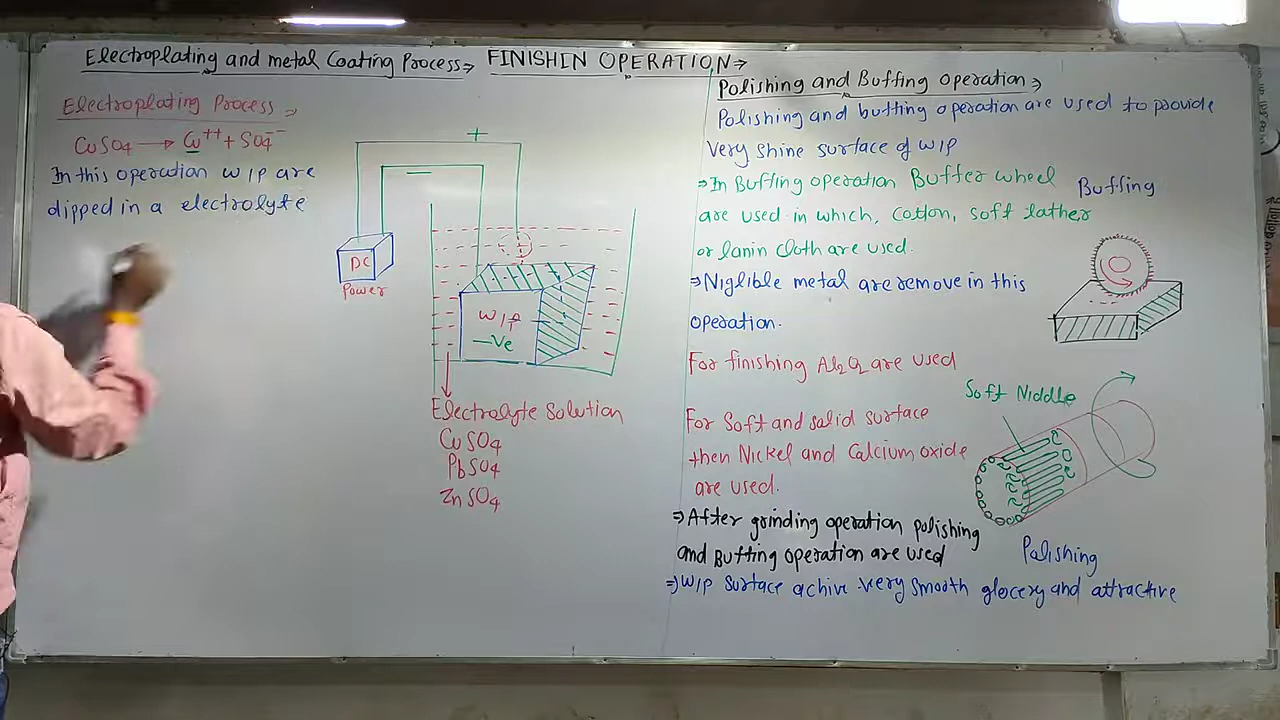 Electroplating and metal Coating Process⇒ FINISHIN OPERATION⇒
Electroplating Process ⇒
CuSO4 → Cu++ + SO4--
In this operation W/P are
dipped in a electrolyte
+
—
DC
Power
W/P
-Ve
Electrolyte Solution
CuSO4
PbSO4
ZnSO4
Polishing and Buffing Operation⇒
Polishing and buffing operation are used to provide
Very shine surface of W/P
⇒In Buffing operation Buffer wheel
are used in which, Cotton, soft lather
or lanin cloth are used.
⇒Niglible metal are remove in this
operation.
For finishing Al2O2 are used
For Soft and solid surface
then Nickel and Calcium oxide
are used.
⇒After grinding operation polishing
and Buffing operation are used
⇒W/P surface achive very smooth glocery and attractive
Buffing
Soft Niddle
Polishing